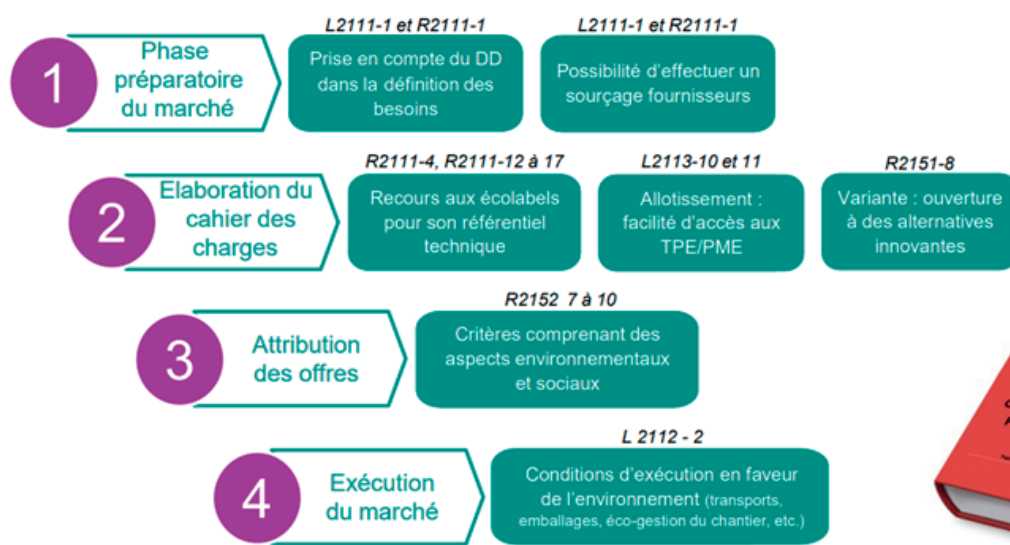 L2111-1 et R2111-1
L2111-1 et R2111-1
1
Phase
préparatoire
du marché
Prise en compte du DD
dans la définition des
besoins
Possibilité d'effectuer un
sourçage fournisseurs
R2111-4, R2111-12 à 17
L2113-10 et 11
R2151-8
2
Elaboration du
cahier des
charges
Recours aux écolabels
pour son référentiel
technique
Allotissement :
facilité d'accès aux
TPE/PME
Variante : ouverture
à des alternatives
innovantes
R2152 7 à 10
3
Attribution
des offres
Critères comprenant des
aspects environnementaux
et sociaux
L 2112 - 2
4
Exécution
du marché
Conditions d'exécution en faveur
de l'environnement (transports,
emballages, éco-gestion du chantier, etc.)